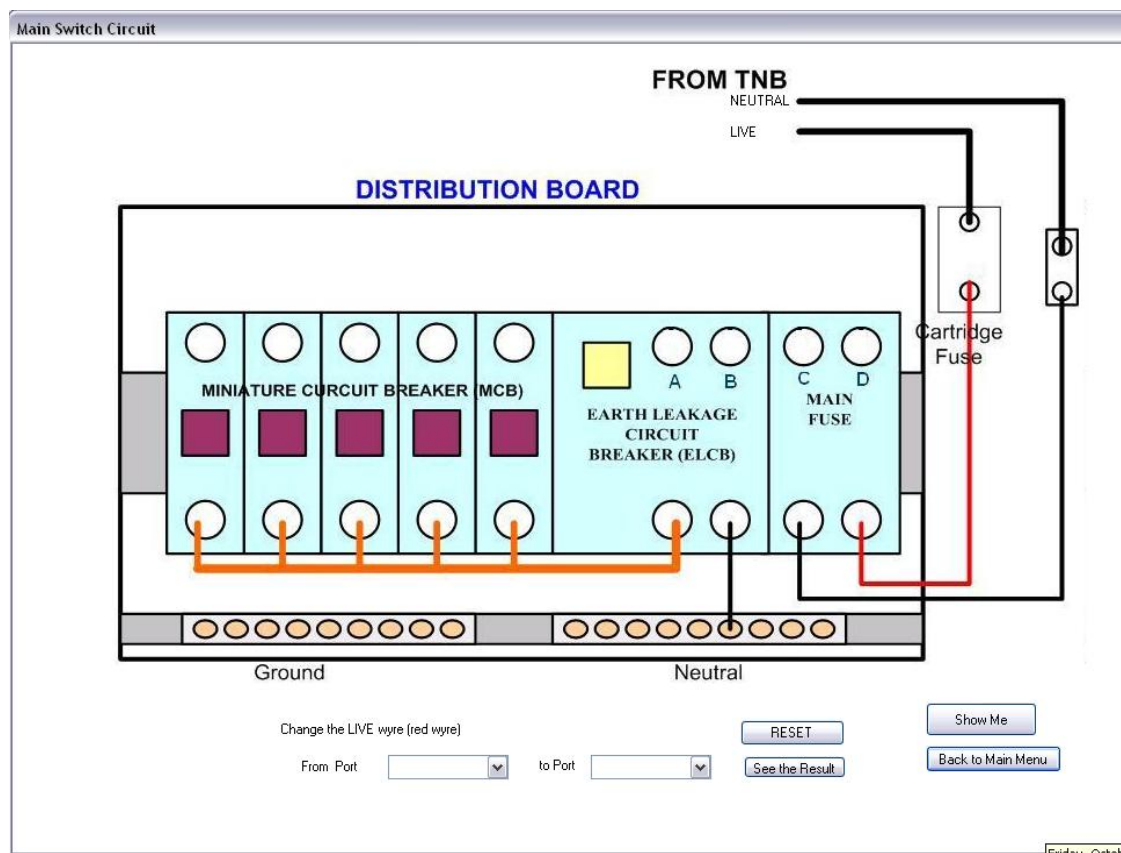 Main Switch Circuit
FROM TNB
NEUTRAL
LIVE
DISTRIBUTION BOARD
Cartridge
Fuse
MINIATURE CURCUIT BREAKER (MCB)
A B
C D
EARTH LEAKAGE
CIRCUIT
BREAKER (ELCB)
MAIN
FUSE
Ground
Neutral
Change the LIVE wyre (red wyre)
From Port
to Port
RESET
See the Result
Show Me
Back to Main Menu